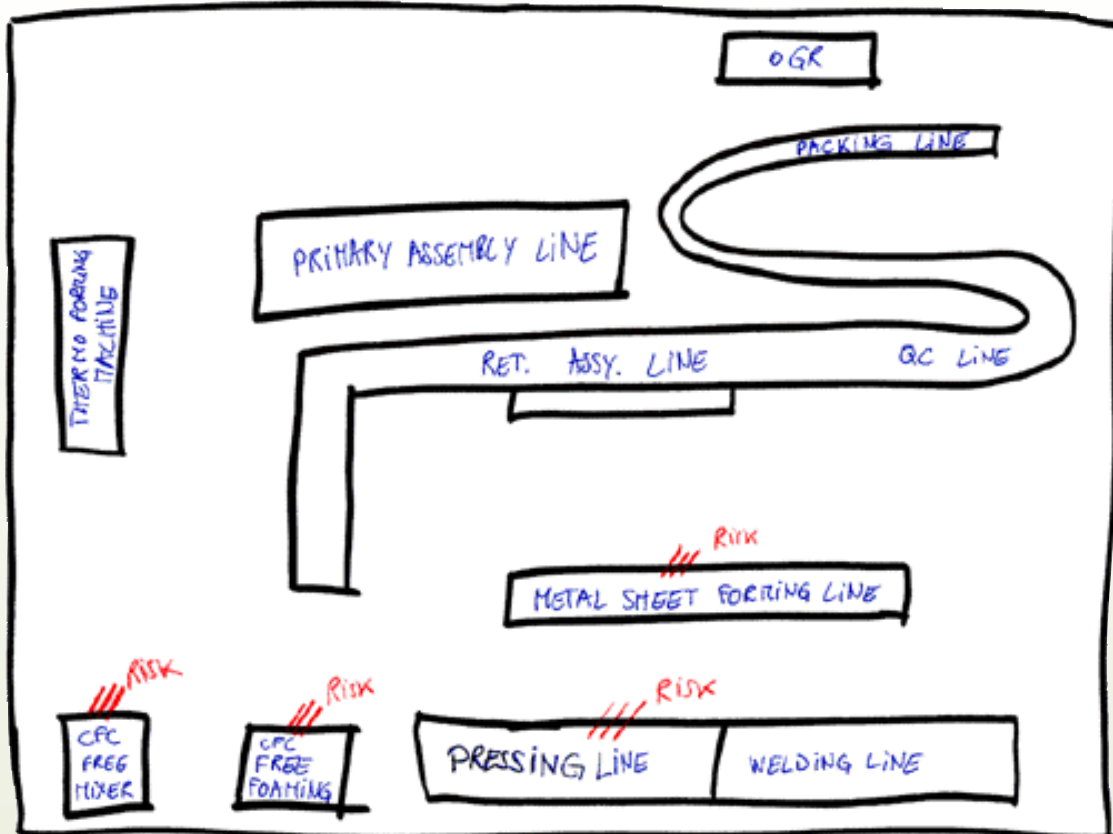 OGR
PACKING LINE
PRIMARY ASSEMBLY LINE
THERMO FORMING
MACHINE
RET. ASSY. LINE
QC LINE
Risk
METAL SHEET FORMING LINE
Risk
Risk
Risk
CFC
FREE
MIXER
CFC
FREE
FOAMING
PRESSING LINE
WELDING LINE